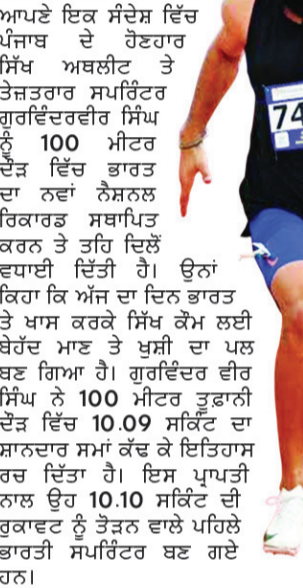 ਆਪਣੇ ਇਕ ਸੰਦੇਸ਼ ਵਿੱਚ
ਪੰਜਾਬ ਦੇ ਹੋਣਹਾਰ
ਸਿੱਖ ਅਥਲੀਟ ਤੇ
ਤੇਜ਼ਤਰਾਰ ਸਪਰਿੰਟਰ
ਗੁਰਵਿੰਦਰਵੀਰ ਸਿੰਘ
ਨੂੰ 100 ਮੀਟਰ
ਦੌੜ ਵਿੱਚ ਭਾਰਤ
ਦਾ ਨਵਾਂ ਨੈਸ਼ਨਲ
ਰਿਕਾਰਡ ਸਥਾਪਿਤ
ਕਰਨ ਤੇ ਤਹਿ ਦਿਲੋਂ
ਵਧਾਈ ਦਿੱਤੀ ਹੈ। ਉਨਾਂ
ਕਿਹਾ ਕਿ ਅੱਜ ਦਾ ਦਿਨ ਭਾਰਤ
ਤੇ ਖਾਸ ਕਰਕੇ ਸਿੱਖ ਕੌਮ ਲਈ
ਬੇਹੱਦ ਮਾਣ ਤੇ ਖੁਸ਼ੀ ਦਾ ਪਲ
ਬਣ ਗਿਆ ਹੈ। ਗੁਰਵਿੰਦਰ ਵੀਰ
ਸਿੰਘ ਨੇ 100 ਮੀਟਰ ਤੂਫ਼ਾਨੀ
ਦੌੜ ਵਿੱਚ 10.09 ਸਕਿੰਟ ਦਾ
ਸ਼ਾਨਦਾਰ ਸਮਾਂ ਕੱਢ ਕੇ ਇਤਿਹਾਸ
ਰਚ ਦਿੱਤਾ ਹੈ। ਇਸ ਪ੍ਰਾਪਤੀ
ਨਾਲ ਉਹ 10.10 ਸਕਿੰਟ ਦੀ
ਰੁਕਾਵਟ ਨੂੰ ਤੋੜਨ ਵਾਲੇ ਪਹਿਲੇ
ਭਾਰਤੀ ਸਪਰਿੰਟਰ ਬਣ ਗਏ
ਹਨ।
74